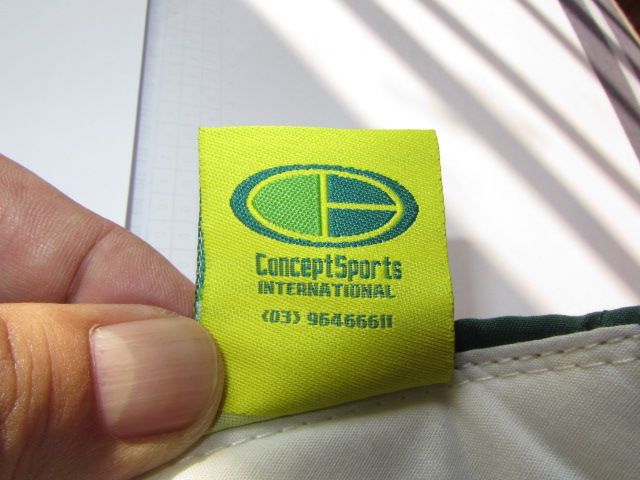 ConceptSports
INTERNATIONAL
(03) 96466611